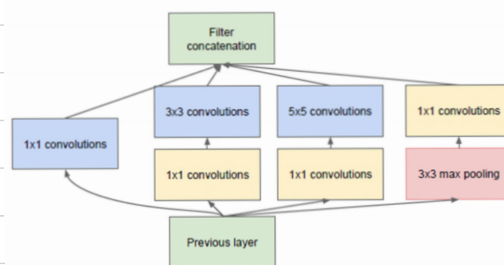 Filter
concatenation
3x3 convolutions
5x5 convolutions
1x1 convolutions
1x1 convolutions
1x1 convolutions
1x1 convolutions
3x3 max pooling
Previous layer